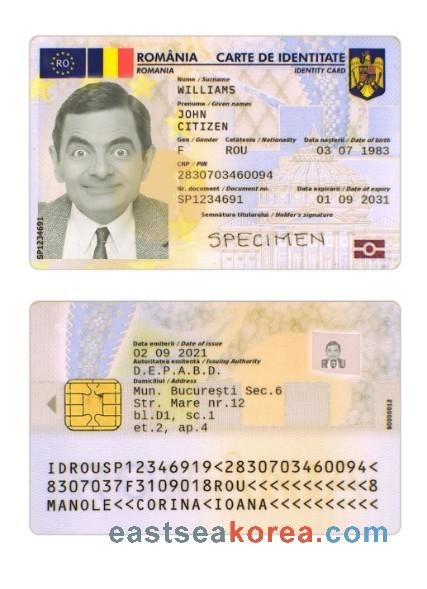 RO
ROMÂNIA CARTE DE IDENTITATE
ROMANIA IDENTITY CARD
Nume / Surname
WILLIAMS
Prenume / Given names
JOHN
CITIZEN
Gen / Gender Cetățenie / Nationality Data nașterii / Date of birth
F ROU 03 07 1983
CNP / PIN
2830703460094
Nr. document / Document no. Data expirării / Date of expiry
SP1234691 01 09 2031
Semnătura titularului / Holder's signature
SPECIMEN
SP1234691
Data emiterii / Date of issue
02 09 2021
Autoritatea emitentă / Issuing Authority
D.E.P.A.B.D.
Domiciliul / Address
Mun. București Sec.6
Str. Mare nr.12
bl.D1, sc.1
et.2, ap.4
ROU
IDROUSP12346919<2830703460094<
8307037F3109018ROU<<<<<<<<<<<8
MANOLE<<CORINA<IOANA<<<<<<<<<<
eastseakorea.com